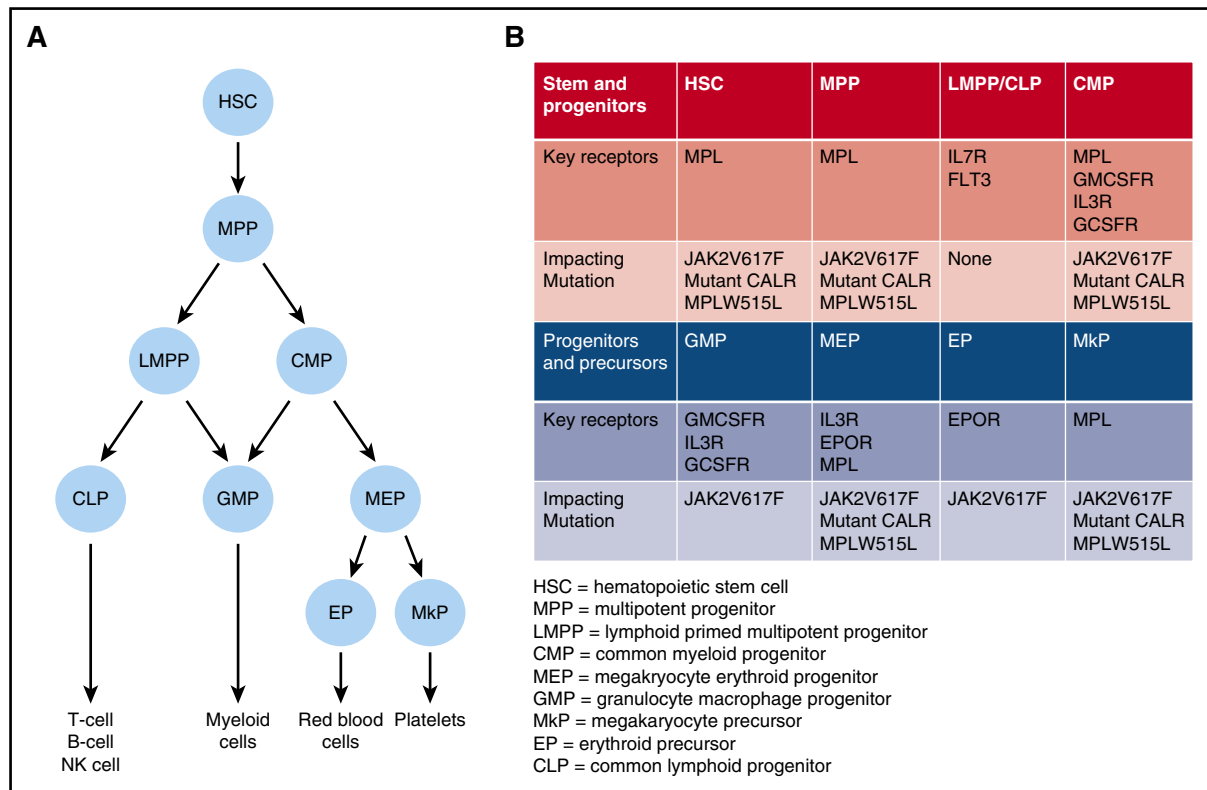 A
HSC
MPP
LMPP
CMP
CLP
GMP
MEP
EP
MkP
T-cell
B-cell
NK cell
Myeloid
cells
Red blood
cells
Platelets
B
Stem and
progenitors
HSC
MPP
LMPP/CLP
CMP
Key receptors
MPL
MPL
IL7R
FLT3
MPL
GMCSFR
IL3R
GCSFR
Impacting
Mutation
JAK2V617F
Mutant CALR
MPLW515L
JAK2V617F
Mutant CALR
MPLW515L
None
JAK2V617F
Mutant CALR
MPLW515L
Progenitors
and precursors
GMP
MEP
EP
MkP
Key receptors
GMCSFR
IL3R
GCSFR
IL3R
EPOR
MPL
EPOR
MPL
Impacting
Mutation
JAK2V617F
JAK2V617F
Mutant CALR
MPLW515L
JAK2V617F
JAK2V617F
Mutant CALR
MPLW515L
HSC = hematopoietic stem cell
MPP = multipotent progenitor
LMPP = lymphoid primed multipotent progenitor
CMP = common myeloid progenitor
MEP = megakryocyte erythroid progenitor
GMP = granulocyte macrophage progenitor
MkP = megakaryocyte precursor
EP = erythroid precursor
CLP = common lymphoid progenitor